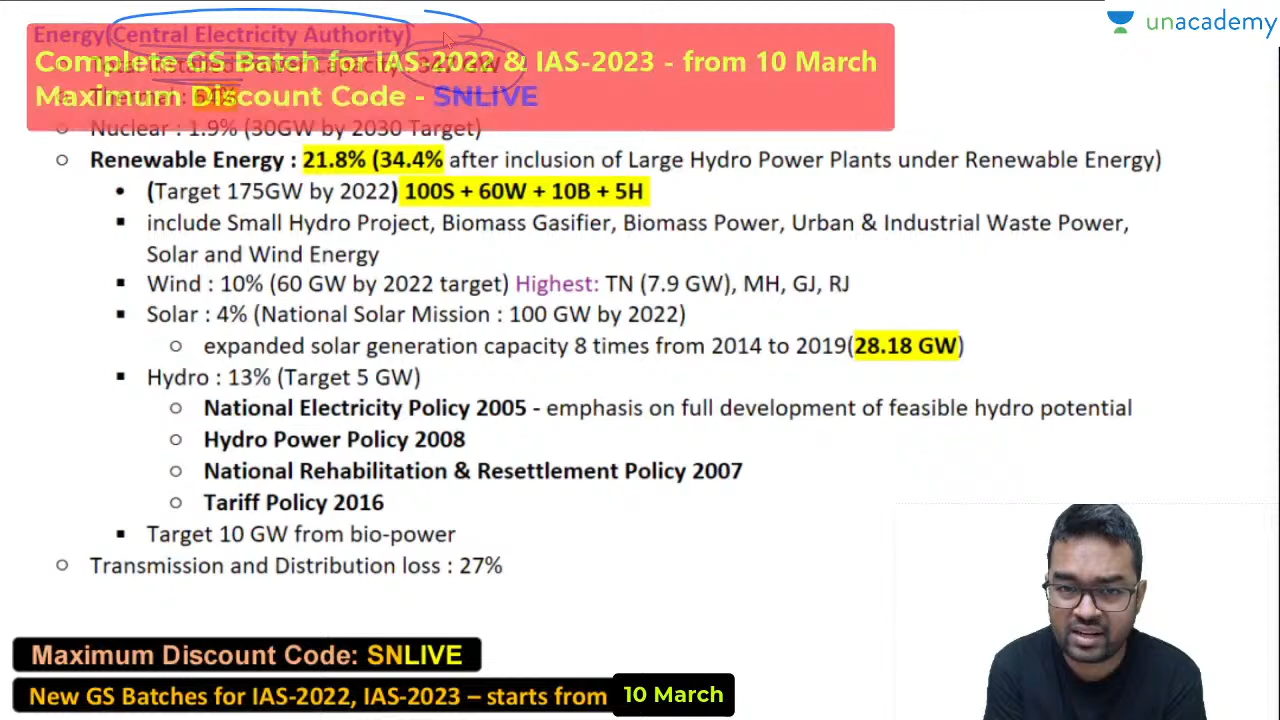 unacademy
Energy(Central Electricity Authority)
Complete GS Batch for IAS-2022 & IAS-2023 - from 10 March
Maximum Discount Code - SNLIVE
Nuclear : 1.9% (30GW by 2030 Target)
Renewable Energy : 21.8% (34.4% after inclusion of Large Hydro Power Plants under Renewable Energy)
(Target 175GW by 2022) 100S + 60W + 10B + 5H
include Small Hydro Project, Biomass Gasifier, Biomass Power, Urban & Industrial Waste Power,
Solar and Wind Energy
Wind : 10% (60 GW by 2022 target) Highest: TN (7.9 GW), MH, GJ, RJ
Solar : 4% (National Solar Mission : 100 GW by 2022)
expanded solar generation capacity 8 times from 2014 to 2019(28.18 GW)
Hydro : 13% (Target 5 GW)
National Electricity Policy 2005 - emphasis on full development of feasible hydro potential
Hydro Power Policy 2008
National Rehabilitation & Resettlement Policy 2007
Tariff Policy 2016
Target 10 GW from bio-power
Transmission and Distribution loss : 27%
Maximum Discount Code: SNLIVE
New GS Batches for IAS-2022, IAS-2023 – starts from 10 March